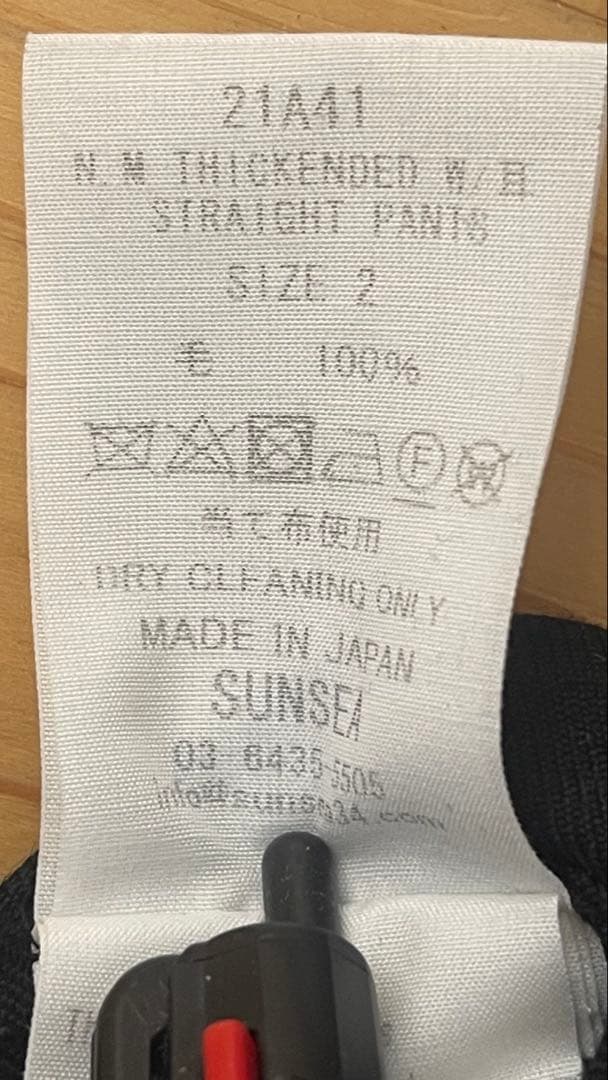 21A41
N.M THICKENDED W/耳
STRAIGHT PANTS
SIZE 2
毛 100%
F W
当て布使用
DRY CLEANING ONLY
MADE IN JAPAN
SUNSEA
03 6435-5505